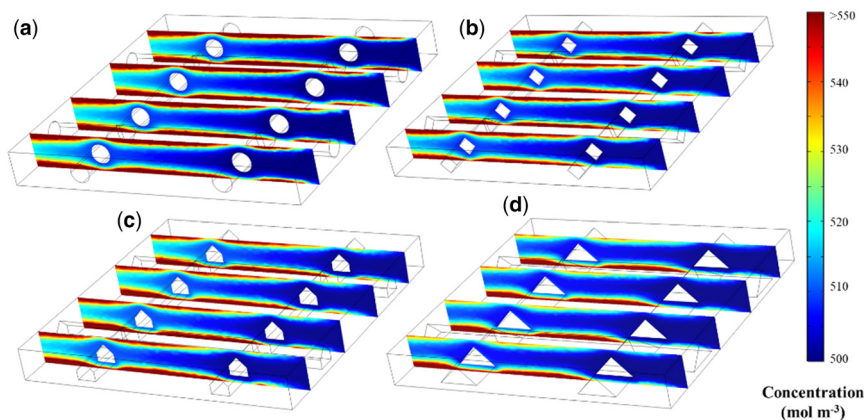 (a)
(b)
>550
540
530
520
510
500
(c)
(d)
Concentration
(mol m-3)